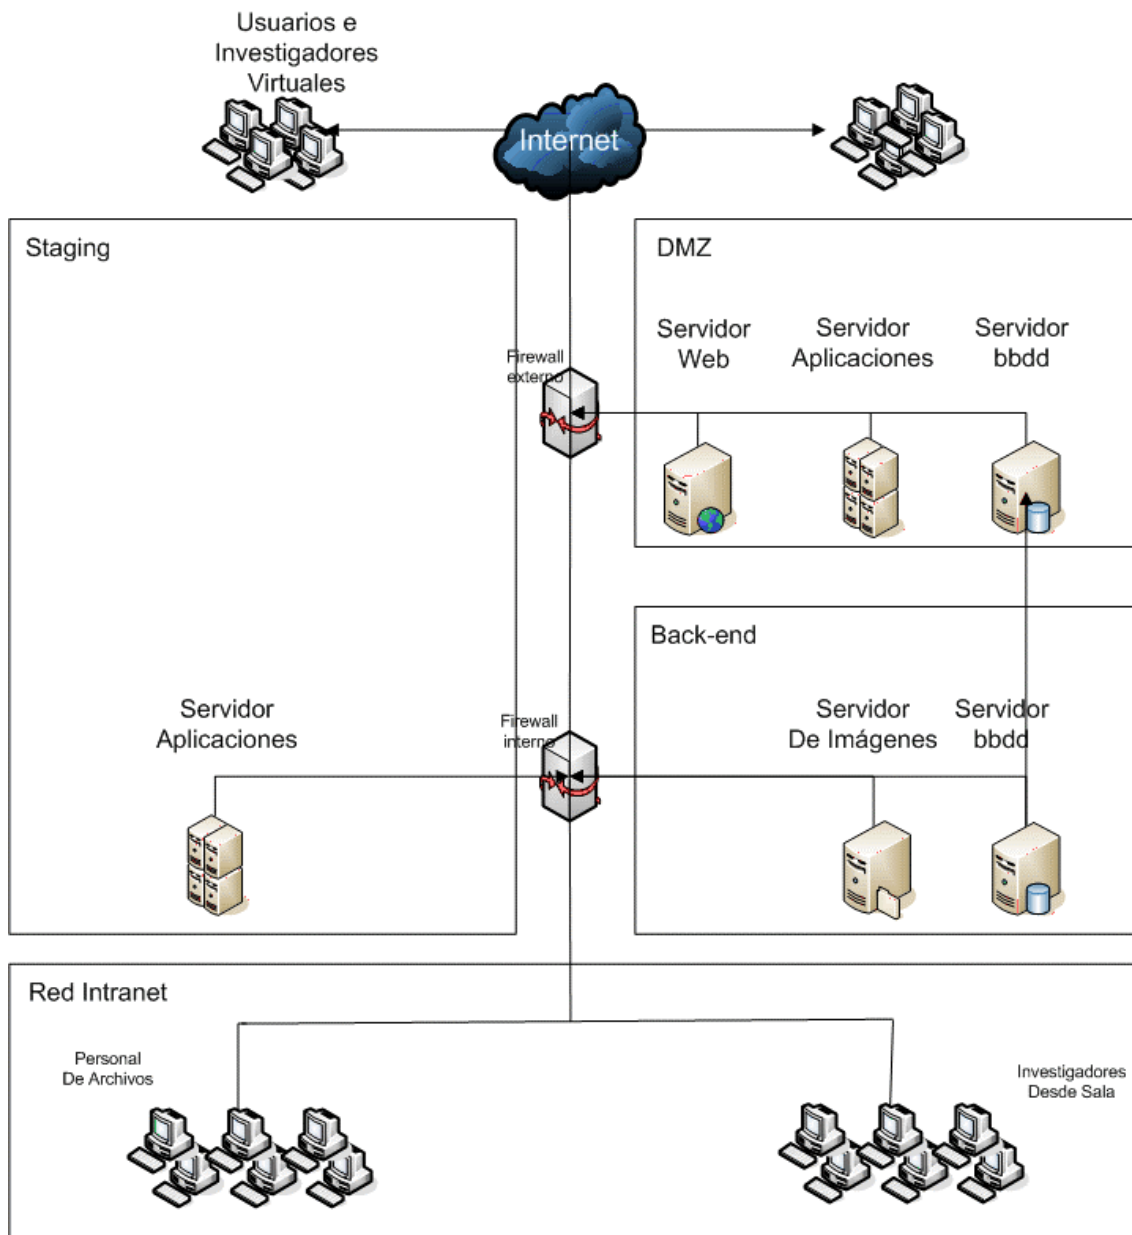 Usuarios e
Investigadores
Virtuales
Internet
Staging
DMZ
Servidor
Web
Servidor
Aplicaciones
Servidor
bbdd
Firewall
externo
Back-end
Servidor
Aplicaciones
Firewall
interno
Servidor
De Imágenes
Servidor
bbdd
Red Intranet
Personal
De Archivos
Investigadores
Desde Sala